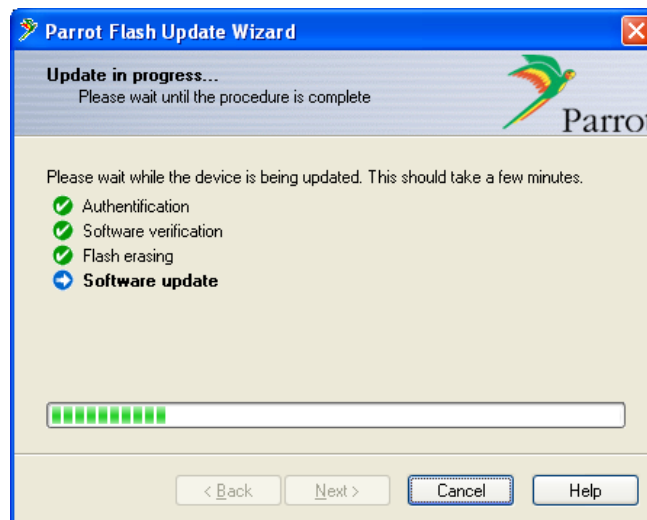 Parrot Flash Update Wizard
Update in progress...
Please wait until the procedure is complete
Parrot
Please wait while the device is being updated. This should take a few minutes.
Authentification
Software verification
Flash erasing
Software update
< Back
Next >
Cancel
Help